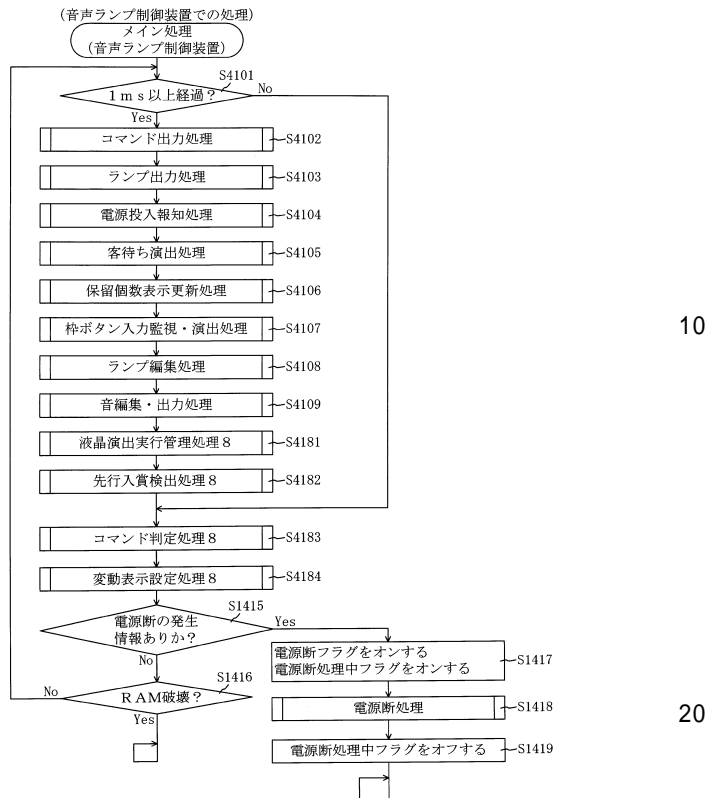 (音声ランプ制御装置での処理)
メイン処理
(音声ランプ制御装置)
S4101
1ms以上経過?
No
Yes
コマンド出力処理
S4102
ランプ出力処理
S4103
電源投入報知処理
S4104
客待ち演出処理
S4105
保留個数表示更新処理
S4106
枠ボタン入力監視・演出処理
S4107
10
ランプ編集処理
S4108
音編集・出力処理
S4109
液晶演出実行管理処理8
S4181
先行入賞検出処理8
S4182
コマンド判定処理8
S4183
変動表示設定処理8
S4184
S1415
電源断の発生
情報ありか?
Yes
No
電源断フラグをオンする
電源断処理中フラグをオンする
S1417
S1416
RAM破壊?
No
Yes
電源断処理
S1418
20
電源断処理中フラグをオフする
S1419